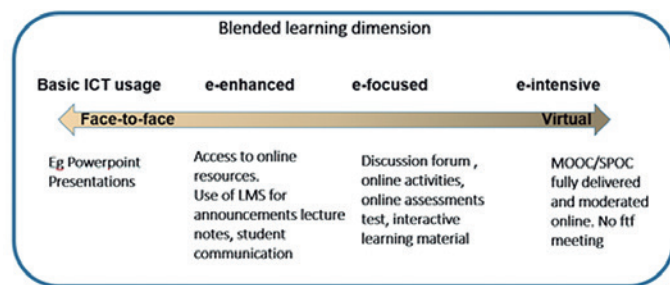 Blended learning dimension
Basic ICT usage e-enhanced e-focused e-intensive
Face-to-face Virtual
Eg Powerpoint
Presentations
Access to online
resources.
Use of LMS for
announcements lecture
notes, student
communication
Discussion forum ,
online activities,
online assessments
test, interactive
learning material
MOOC/SPOC
fully delivered
and moderated
online. No ftf
meeting